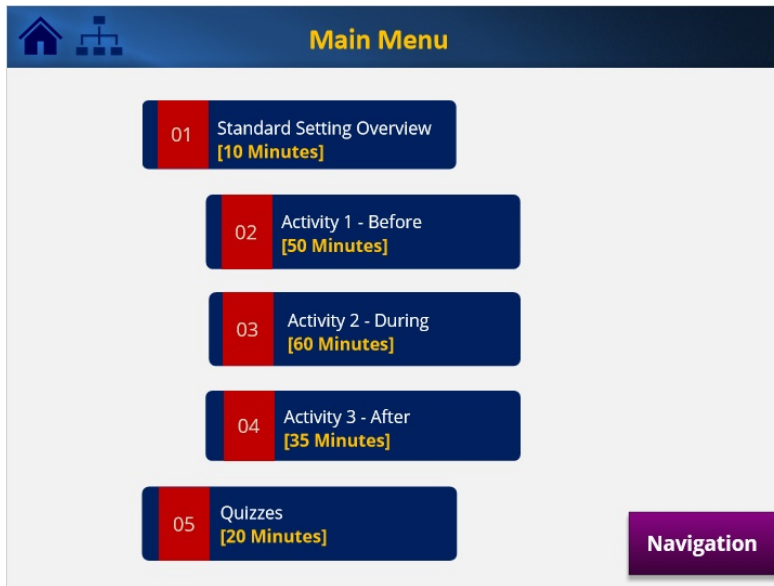 Main Menu
01
Standard Setting Overview
[10 Minutes]
02
Activity 1 - Before
[50 Minutes]
03
Activity 2 - During
[60 Minutes]
04
Activity 3 - After
[35 Minutes]
05
Quizzes
[20 Minutes]
Navigation